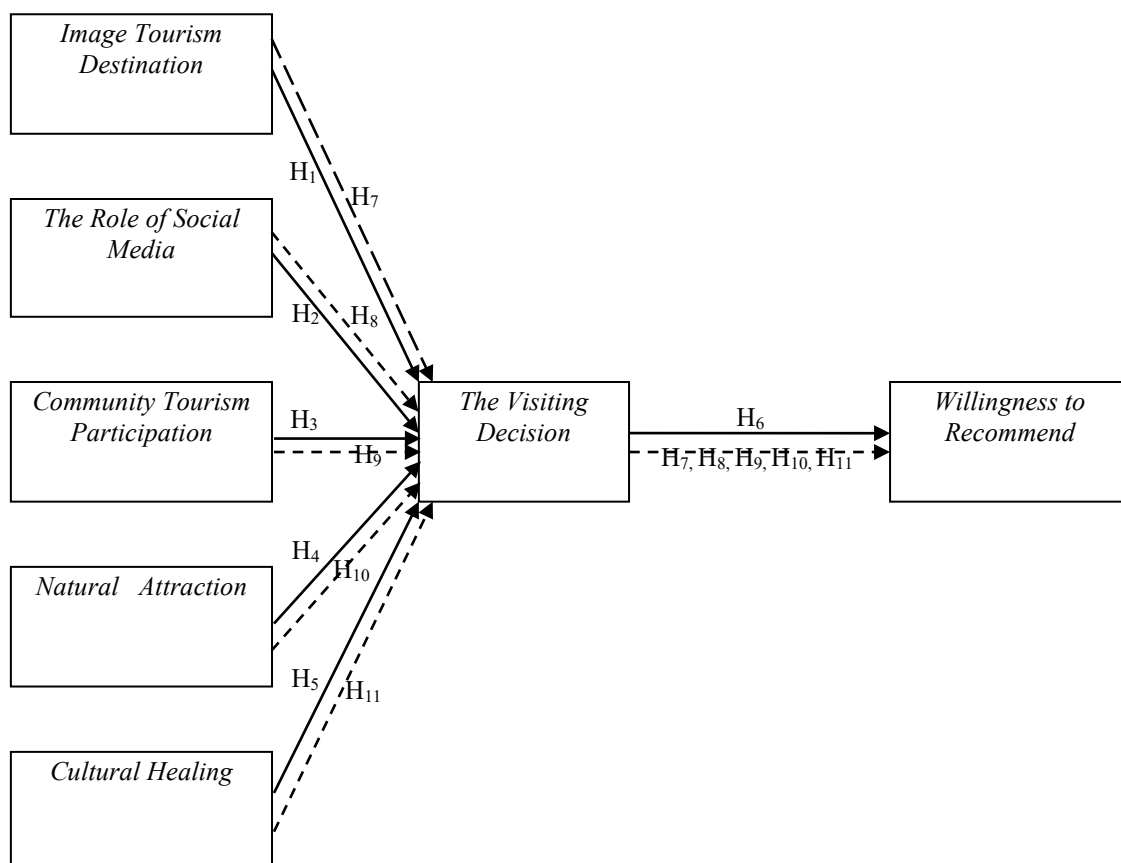 Image Tourism
Destination
H₁
H₇
The Role of Social
Media
H₂
H₈
Community Tourism
Participation
H₃
H₉
The Visiting
Decision
H₆
H₇, H₈, H₉, H₁₀, H₁₁
Willingness to
Recommend
Natural Attraction
H₄
H₁₀
Cultural Healing
H₅
H₁₁